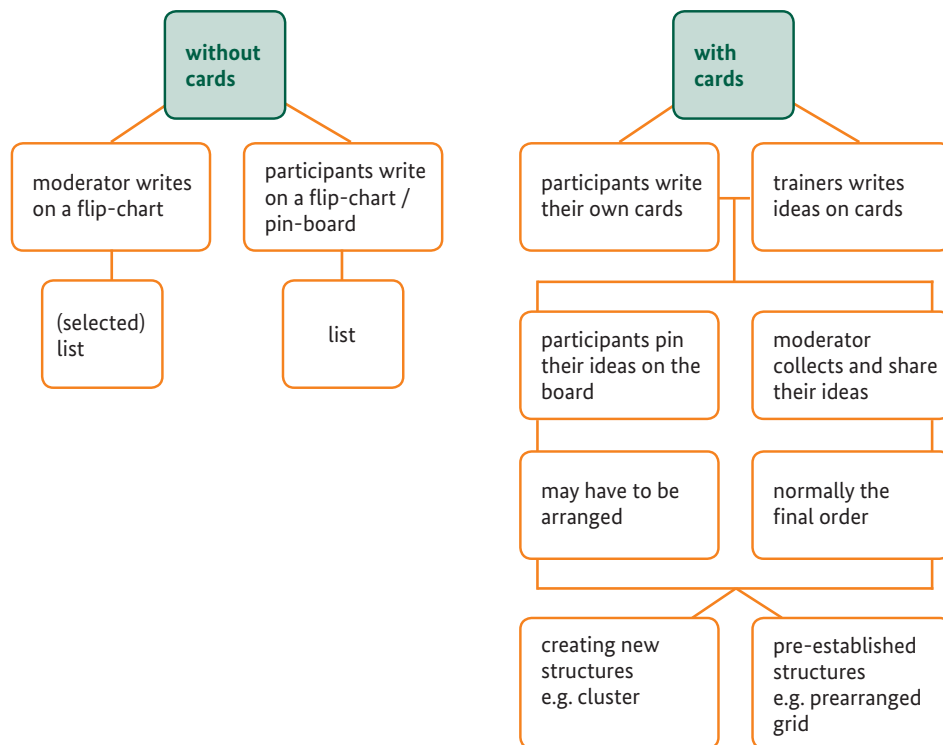 without
cards
moderator writes
on a flip-chart
participants write
on a flip-chart /
pin-board
(selected)
list
list
with
cards
participants write
their own cards
trainers writes
ideas on cards
participants pin
their ideas on the
board
moderator
collects and share
their ideas
may have to be
arranged
normally the
final order
creating new
structures
e.g. cluster
pre-established
structures
e.g. prearranged
grid